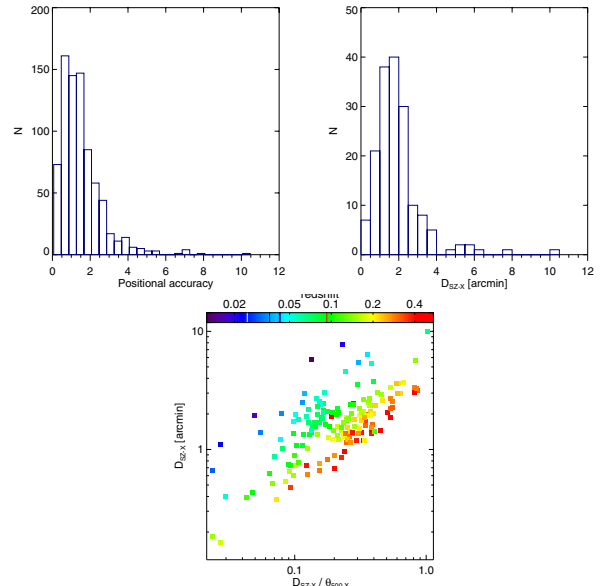 200
150
100
50
0
N
0 2 4 6 8 10 12
Positional accuracy
50
40
30
20
10
0
N
0 2 4 6 8 10 12
D_SZ-X [arcmin]
redshift
0.02 0.05 0.1 0.2 0.4
10
1
D_SZ-X [arcmin]
0.1 1.0
D_SZ-X / θ_500,X